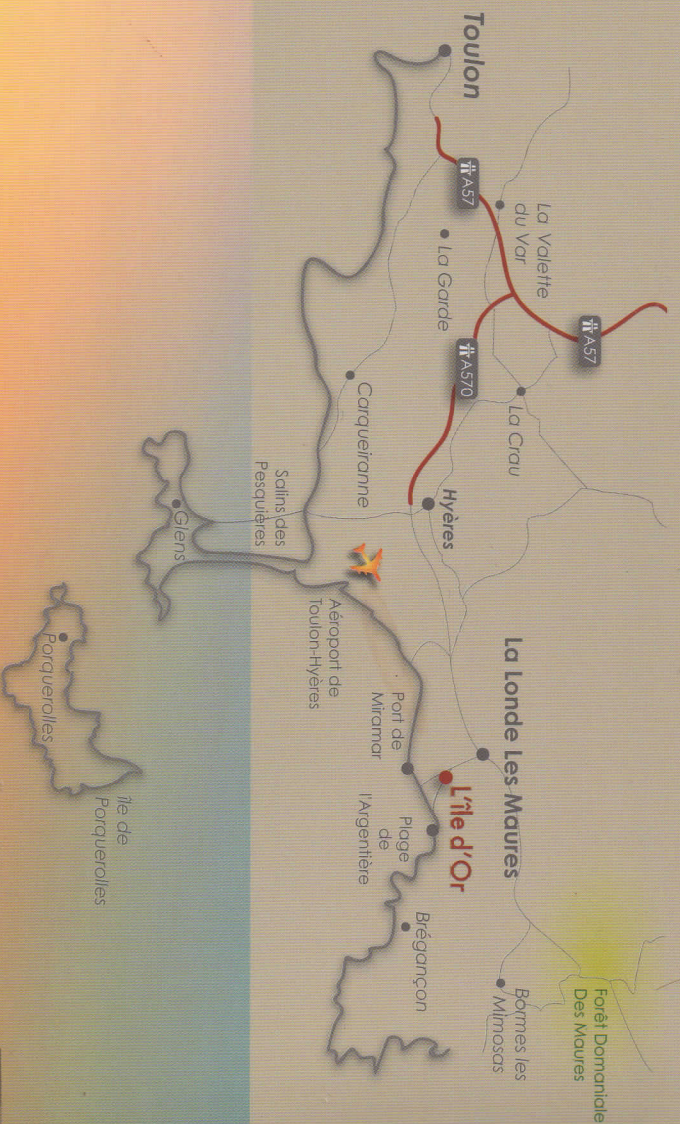 Toulon
A57
La Valette
du Var
La Garde
A57
A570
La Crau
Carqueiranne
Hyères
Salins des
Pesquières
Giens
Aéroport de
Toulon-Hyères
Porquerolles
île de
Porquerolles
La Londe Les Maures
Port de
Miramar
L'île d'Or
Plage
de
l'Argentière
Brégançon
Bormes les
Mimosas
Forêt Domaniale
Des Maures